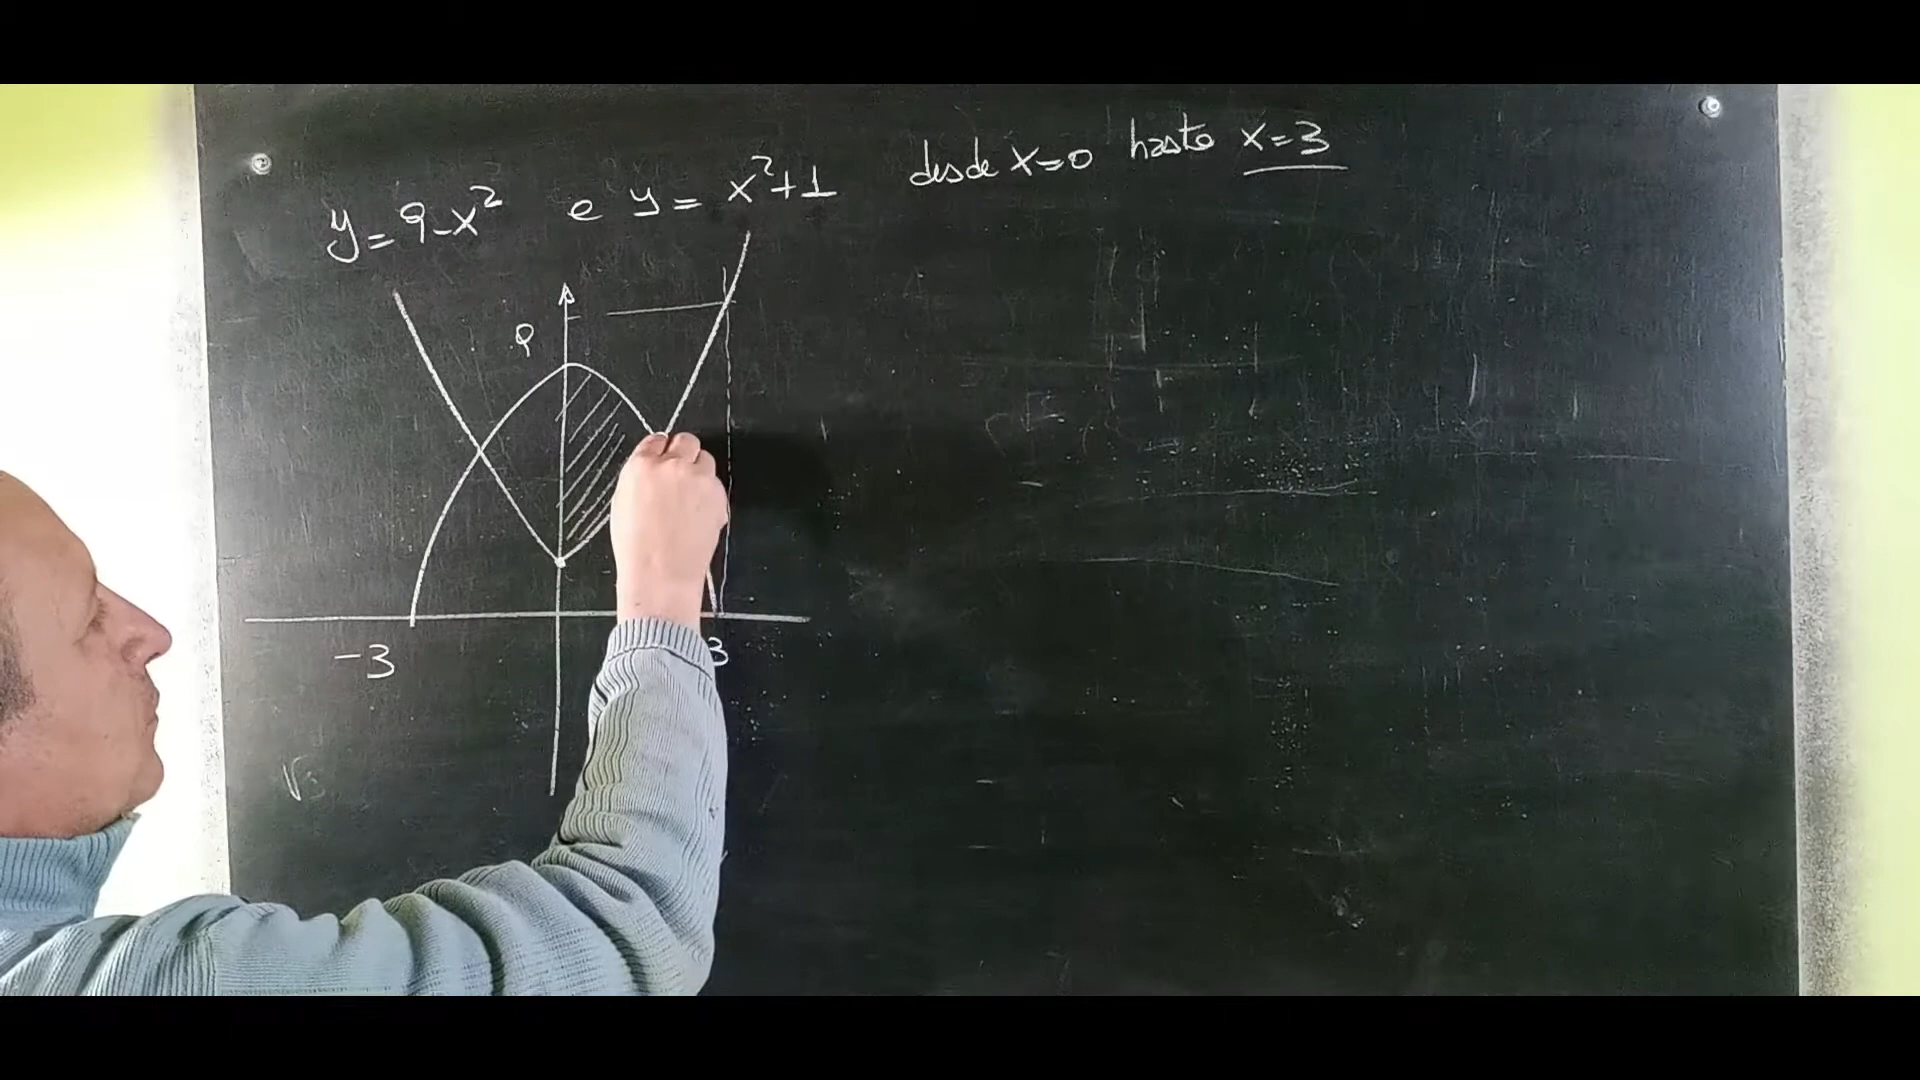 y = 9-x² e y = x²+1 desde x=0 hasta x=3
9
-3 3